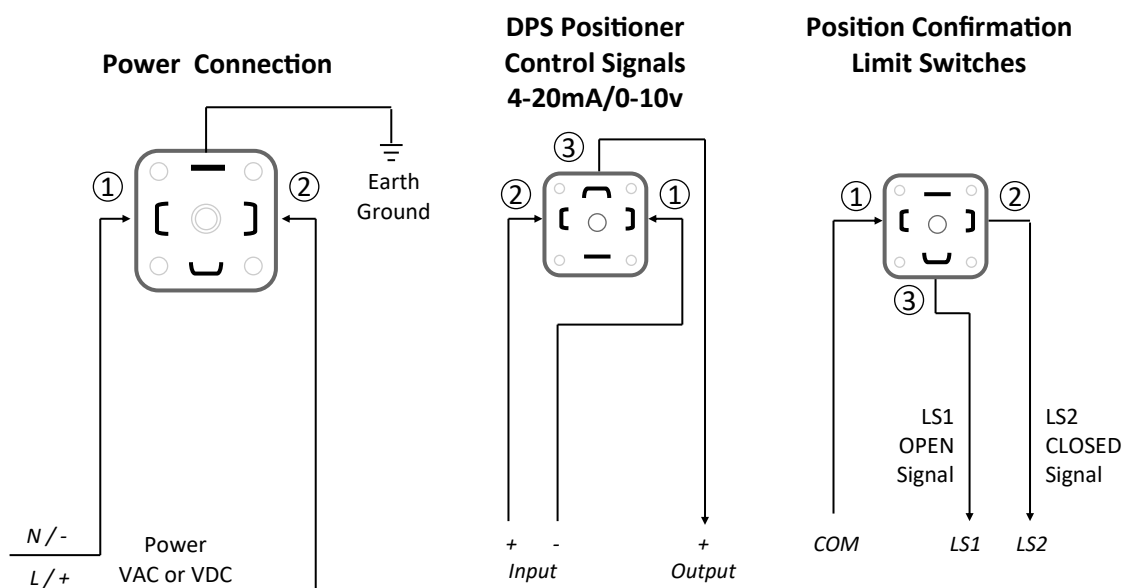 Power Connection
① ②
Earth
Ground
N / -
L / +
Power
VAC or VDC
DPS Positioner
Control Signals
4-20mA/0-10v
③
② ①
+ - +
Input Output
Position Confirmation
Limit Switches
① ②
③
LS1
OPEN
Signal
LS2
CLOSED
Signal
COM LS1 LS2